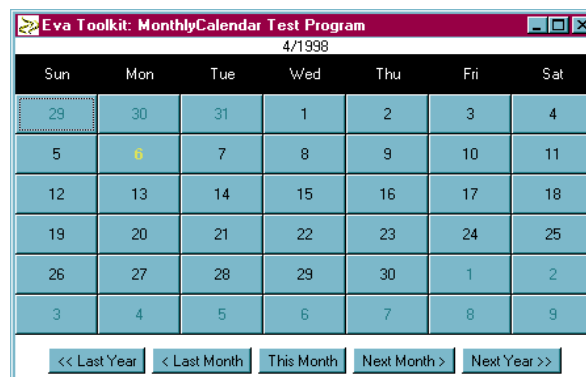 Eva Toolkit: MonthlyCalendar Test Program
4/1998
Sun Mon Tue Wed Thu Fri Sat
29 30 31 1 2 3 4
5 6 7 8 9 10 11
12 13 14 15 16 17 18
19 20 21 22 23 24 25
26 27 28 29 30 1 2
3 4 5 6 7 8 9
<< Last Year < Last Month This Month Next Month > Next Year >>